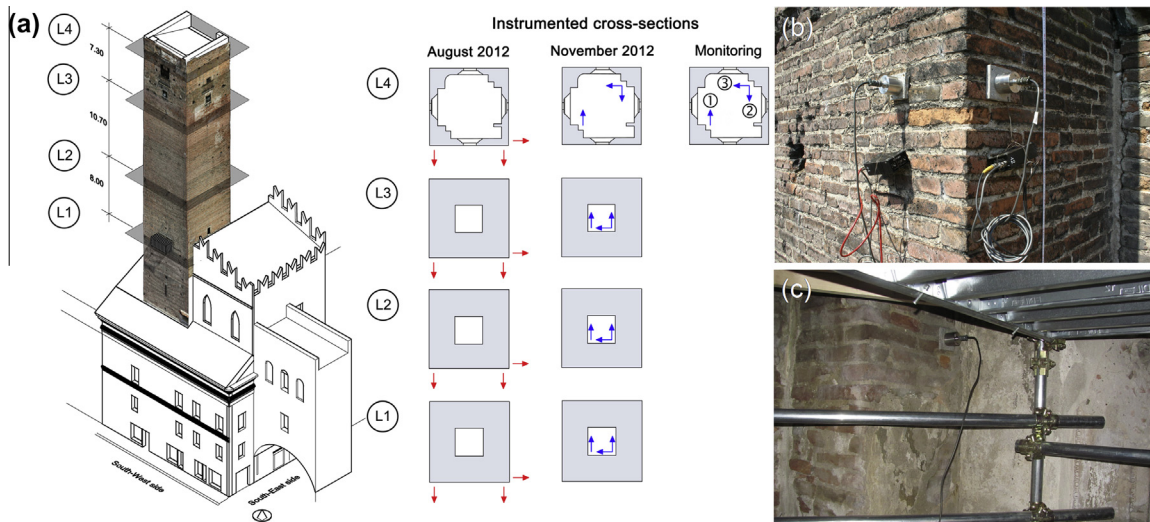 (a)
L4
7.30
L3
10.70
L2
8.00
L1
South-West side
South-East side
Instrumented cross-sections
August 2012
November 2012
Monitoring
L4
1
2
3
L3
L2
L1
(b)
(c)